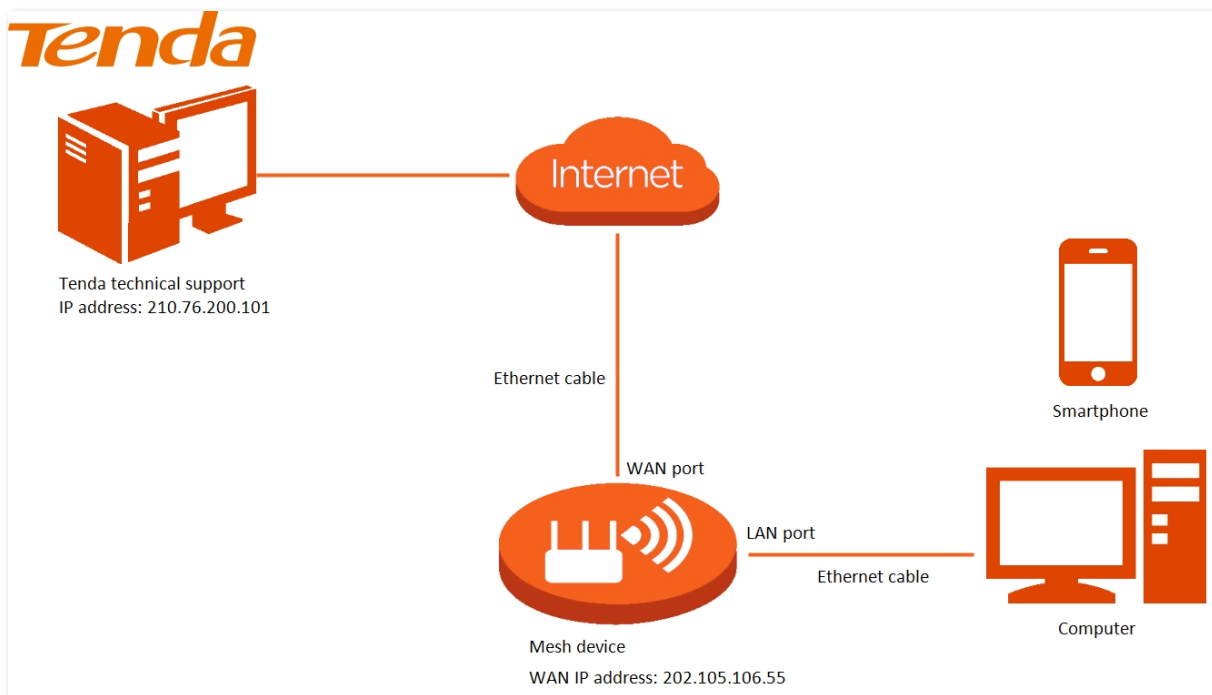 Tenda
Internet
Tenda technical support
IP address: 210.76.200.101
Ethernet cable
Smartphone
WAN port
LAN port
Ethernet cable
Computer
Mesh device
WAN IP address: 202.105.106.55